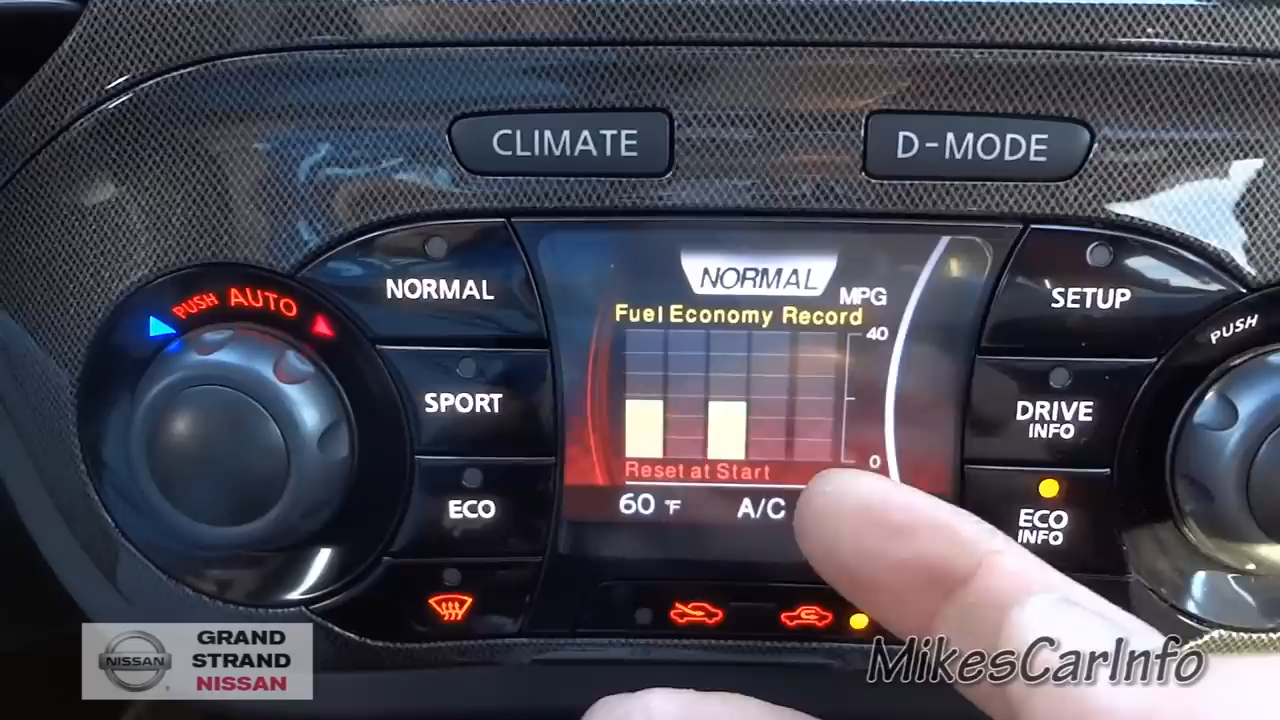 CLIMATE
D-MODE
PUSH AUTO
NORMAL
SPORT
ECO
NORMAL
MPG
Fuel Economy Record
40
0
Reset at Start
60 °F
A/C
SETUP
DRIVE
INFO
ECO
INFO
PUSH
NISSAN
GRAND
STRAND
NISSAN
MikesCarInfo